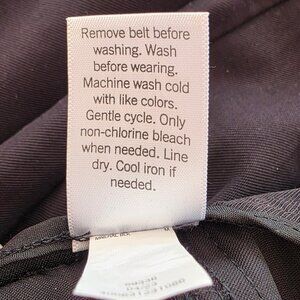 Remove belt before
washing. Wash
before wearing.
Machine wash cold
with like colors.
Gentle cycle. Only
non-chlorine bleach
when needed. Line
dry. Cool iron if
needed.